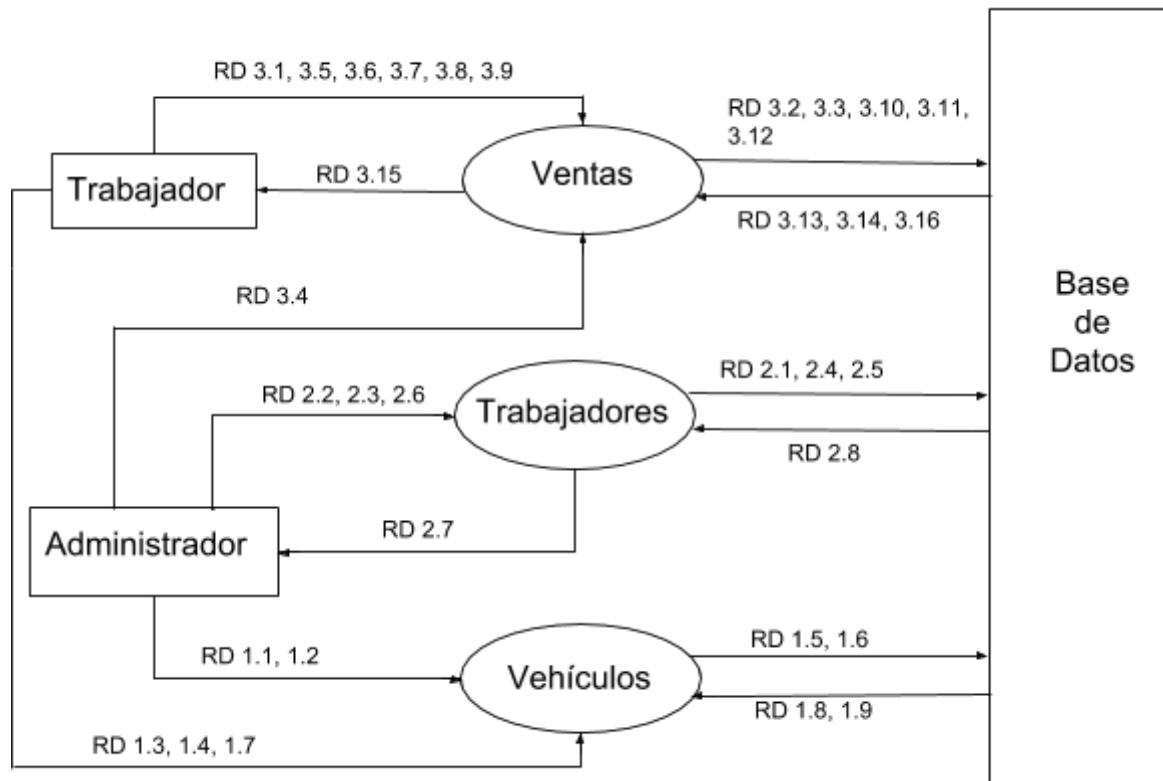 RD 3.1, 3.5, 3.6, 3.7, 3.8, 3.9
RD 3.2, 3.3, 3.10, 3.11,
3.12
Trabajador
RD 3.15
Ventas
RD 3.13, 3.14, 3.16
RD 3.4
Base
de
Datos
RD 2.2, 2.3, 2.6
Trabajadores
RD 2.1, 2.4, 2.5
RD 2.8
Administrador
RD 2.7
RD 1.1, 1.2
Vehículos
RD 1.5, 1.6
RD 1.8, 1.9
RD 1.3, 1.4, 1.7